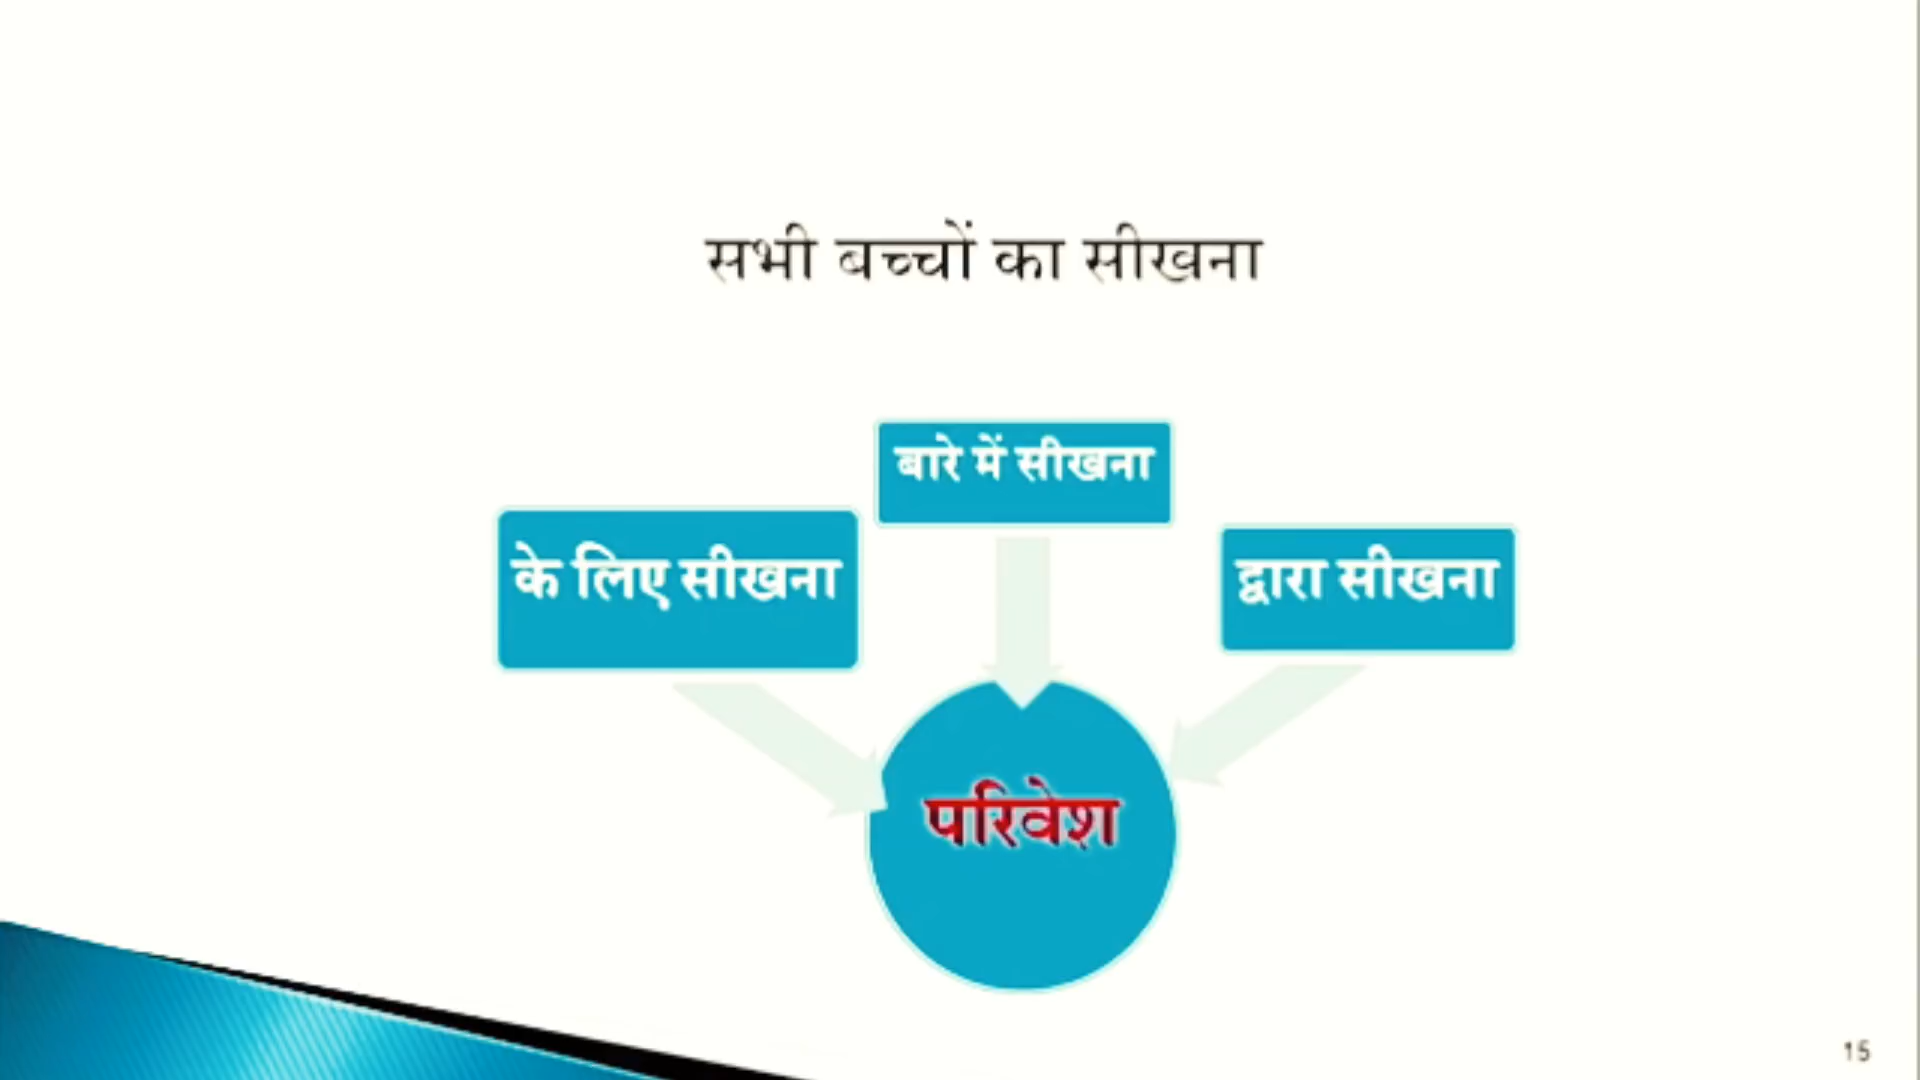 सभी बच्चों का सीखना
बारे में सीखना
के लिए सीखना
द्वारा सीखना
परिवेश
15